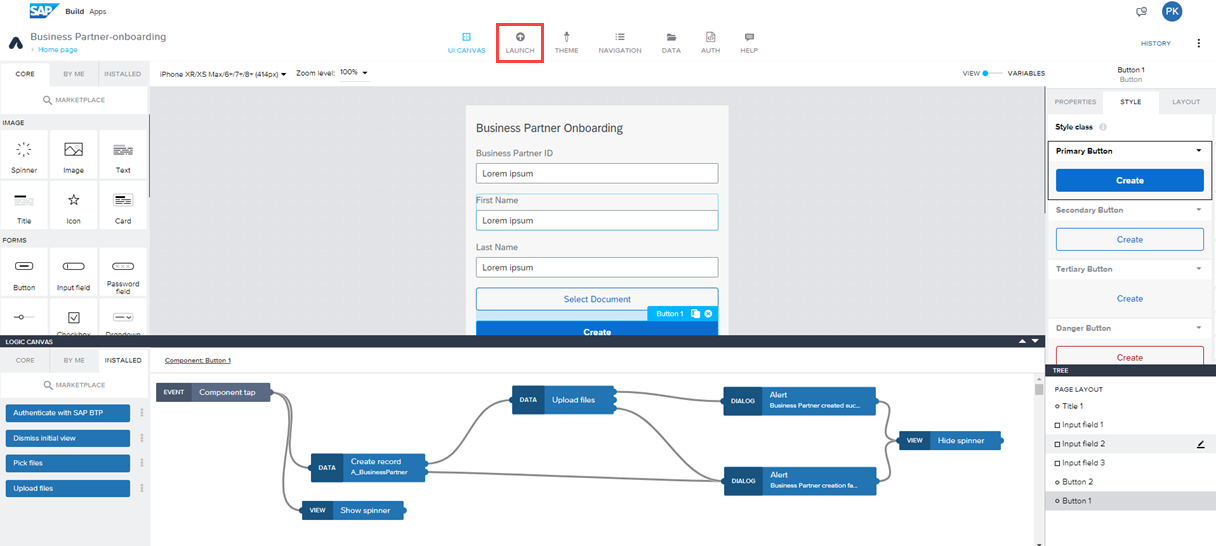 SAP Build Apps
PK
Business Partner-onboarding
‹ Home page
UI CANVAS LAUNCH THEME NAVIGATION DATA AUTH HELP
HISTORY
CORE BY ME INSTALLED
iPhone XR/XS Max/6+/7+/8+ (414px) Zoom level: 100%
VIEW VARIABLES
Button 1
Button
MARKETPLACE
PROPERTIES STYLE LAYOUT
IMAGE
Spinner Image Text
Title Icon Card
FORMS
Button Input field Password field
Checkbox Dropdown
Business Partner Onboarding
Business Partner ID
Lorem ipsum
First Name
Lorem ipsum
Last Name
Lorem ipsum
Select Document
Button 1
Create
Style class
Primary Button
Create
Secondary Button
Create
Tertiary Button
Create
Danger Button
Create
LOGIC CANVAS
CORE BY ME INSTALLED
MARKETPLACE
Authenticate with SAP BTP
Dismiss initial view
Pick files
Upload files
Component: Button 1
EVENT Component tap
DATA Create record
A_BusinessPartner
VIEW Show spinner
DATA Upload files
DIALOG Alert
Business Partner created suc...
DIALOG Alert
Business Partner creation fa...
VIEW Hide spinner
TREE
PAGE LAYOUT
Title 1
Input field 1
Input field 2
Input field 3
Button 2
Button 1